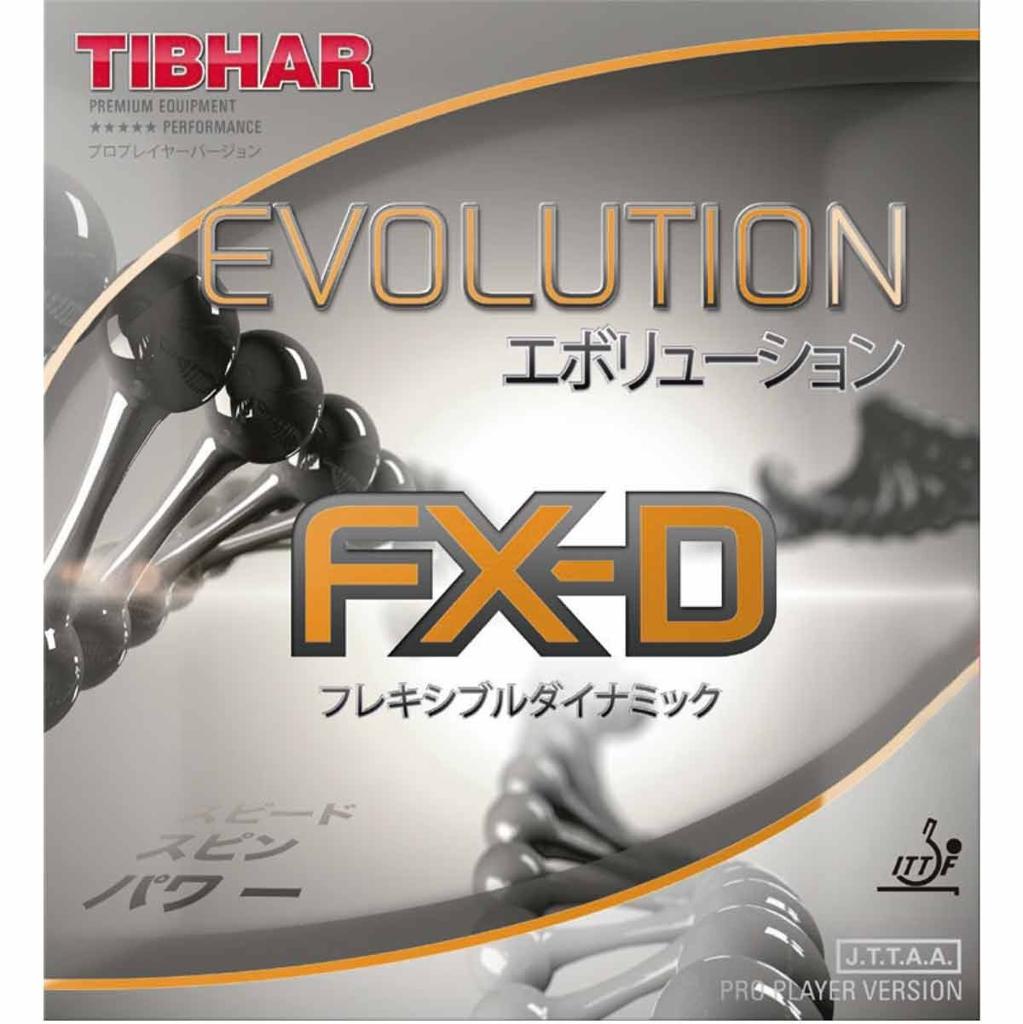 TIBHAR
PREMIUM EQUIPMENT
★★★★★ PERFORMANCE
プロプレイヤーバージョン
EVOLUTION
エボリューション
FX-D
フレキシブルダイナミック
スピード
スピン
パワー
ITTF
J.T.T.A.A.
PRO PLAYER VERSION